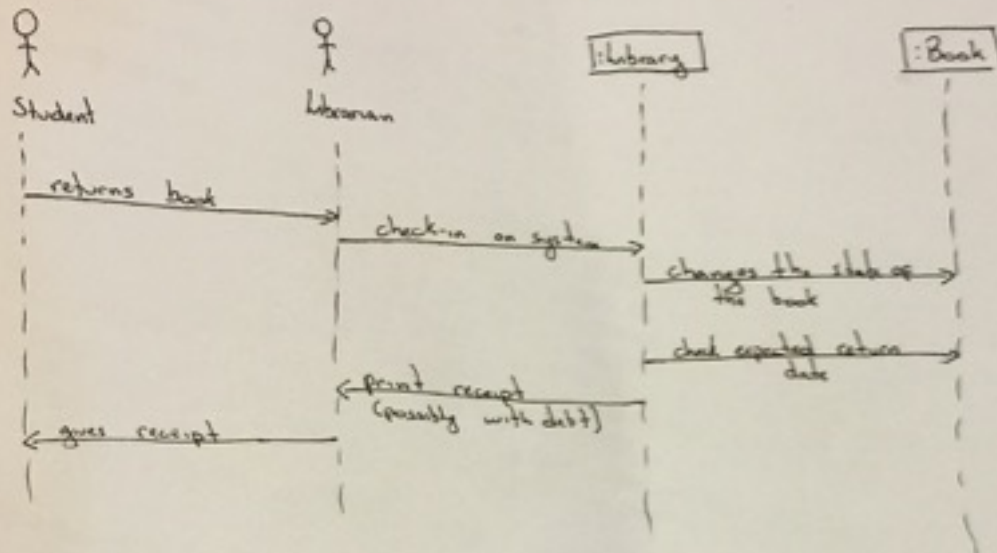 Student
Librarian
:Library
:Book
returns book
check-in on system
changes the state of
the book
check expected return
date
print receipt
(possibly with debt)
gives receipt